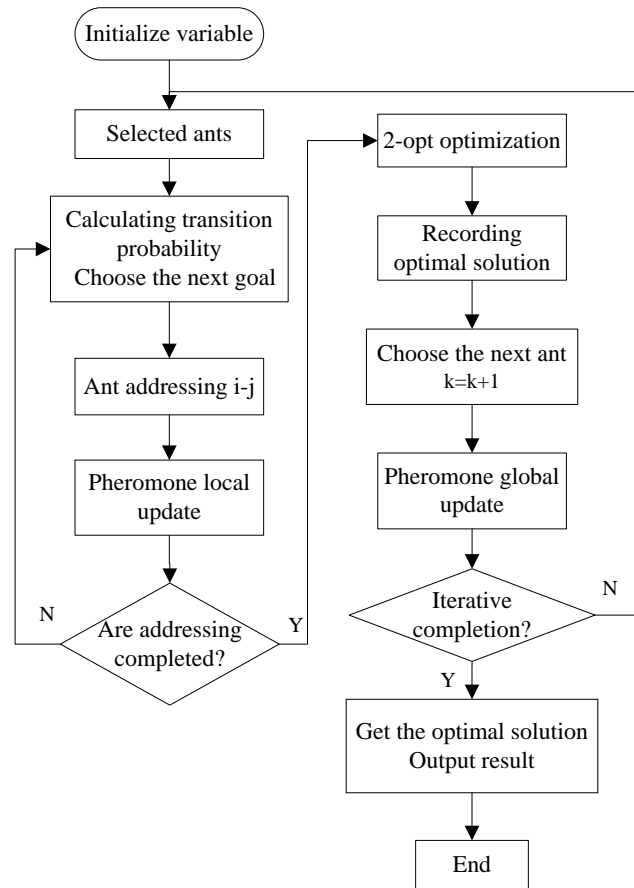 Initialize variable
Selected ants
Calculating transition
probability
Choose the next goal
Ant addressing i-j
Pheromone local
update
N
Are addressing
completed?
Y
2-opt optimization
Recording
optimal solution
Choose the next ant
k=k+1
Pheromone global
update
Iterative
completion?
N
Y
Get the optimal solution
Output result
End